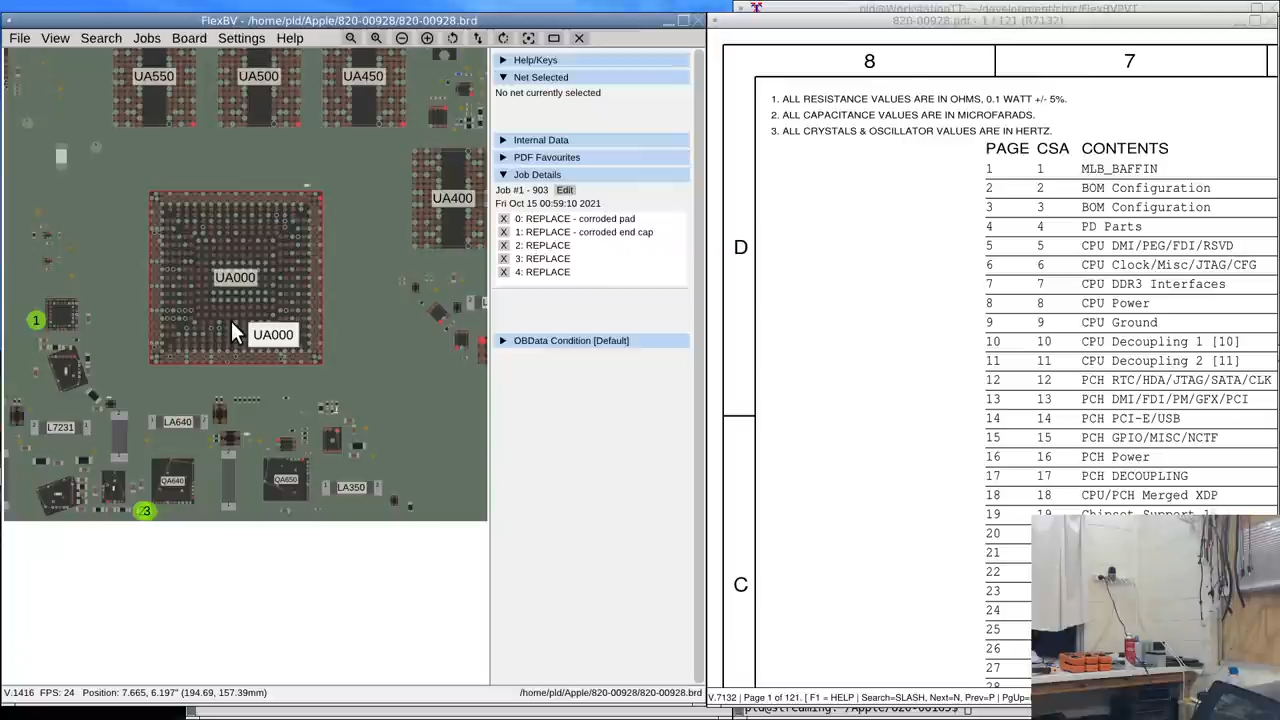 FlexBV - /home/pld/Apple/820-00928/820-00928.brd
File View Search Jobs Board Settings Help
UA550
UA500
UA450
UA400
UA000
UA000
1
L7231
LA640
QA640
QA650
LA350
3
Help/Keys
Net Selected
No net currently selected
Internal Data
PDF Favourites
Job Details
Job #1 - 903 Edit
Fri Oct 15 00:59:10 2021
X 0: REPLACE - corroded pad
X 1: REPLACE - corroded end cap
X 2: REPLACE
X 3: REPLACE
X 4: REPLACE
OBData Condition [Default]
V.1416 FPS: 24 Position: 7.665, 6.197" (194.69, 157.39mm)
/home/pld/Apple/820-00928/820-00928.brd
820-00928.pdf - 1 / 121 (R7132)
8 7
1. ALL RESISTANCE VALUES ARE IN OHMS, 0.1 WATT +/- 5%.
2. ALL CAPACITANCE VALUES ARE IN MICROFARADS.
3. ALL CRYSTALS & OSCILLATOR VALUES ARE IN HERTZ.
D
C
PAGE CSA CONTENTS
1 1 MLB_BAFFIN
2 2 BOM Configuration
3 3 BOM Configuration
4 4 PD Parts
5 5 CPU DMI/PEG/FDI/RSVD
6 6 CPU Clock/Misc/JTAG/CFG
7 7 CPU DDR3 Interfaces
8 8 CPU Power
9 9 CPU Ground
10 10 CPU Decoupling 1 [10]
11 11 CPU Decoupling 2 [11]
12 12 PCH RTC/HDA/JTAG/SATA/CLK
13 13 PCH DMI/FDI/PM/GFX/PCI
14 14 PCH PCI-E/USB
15 15 PCH GPIO/MISC/NCTF
16 16 PCH Power
17 17 PCH DECOUPLING
18 18 CPU/PCH Merged XDP
19 19 Chipset Support 1
20
21
22
23
24
25
26
27
28
V.7132 | Page 1 of 121. [ F1 = HELP | Search=SLASH, Next=N, Prev=P | PgUp=